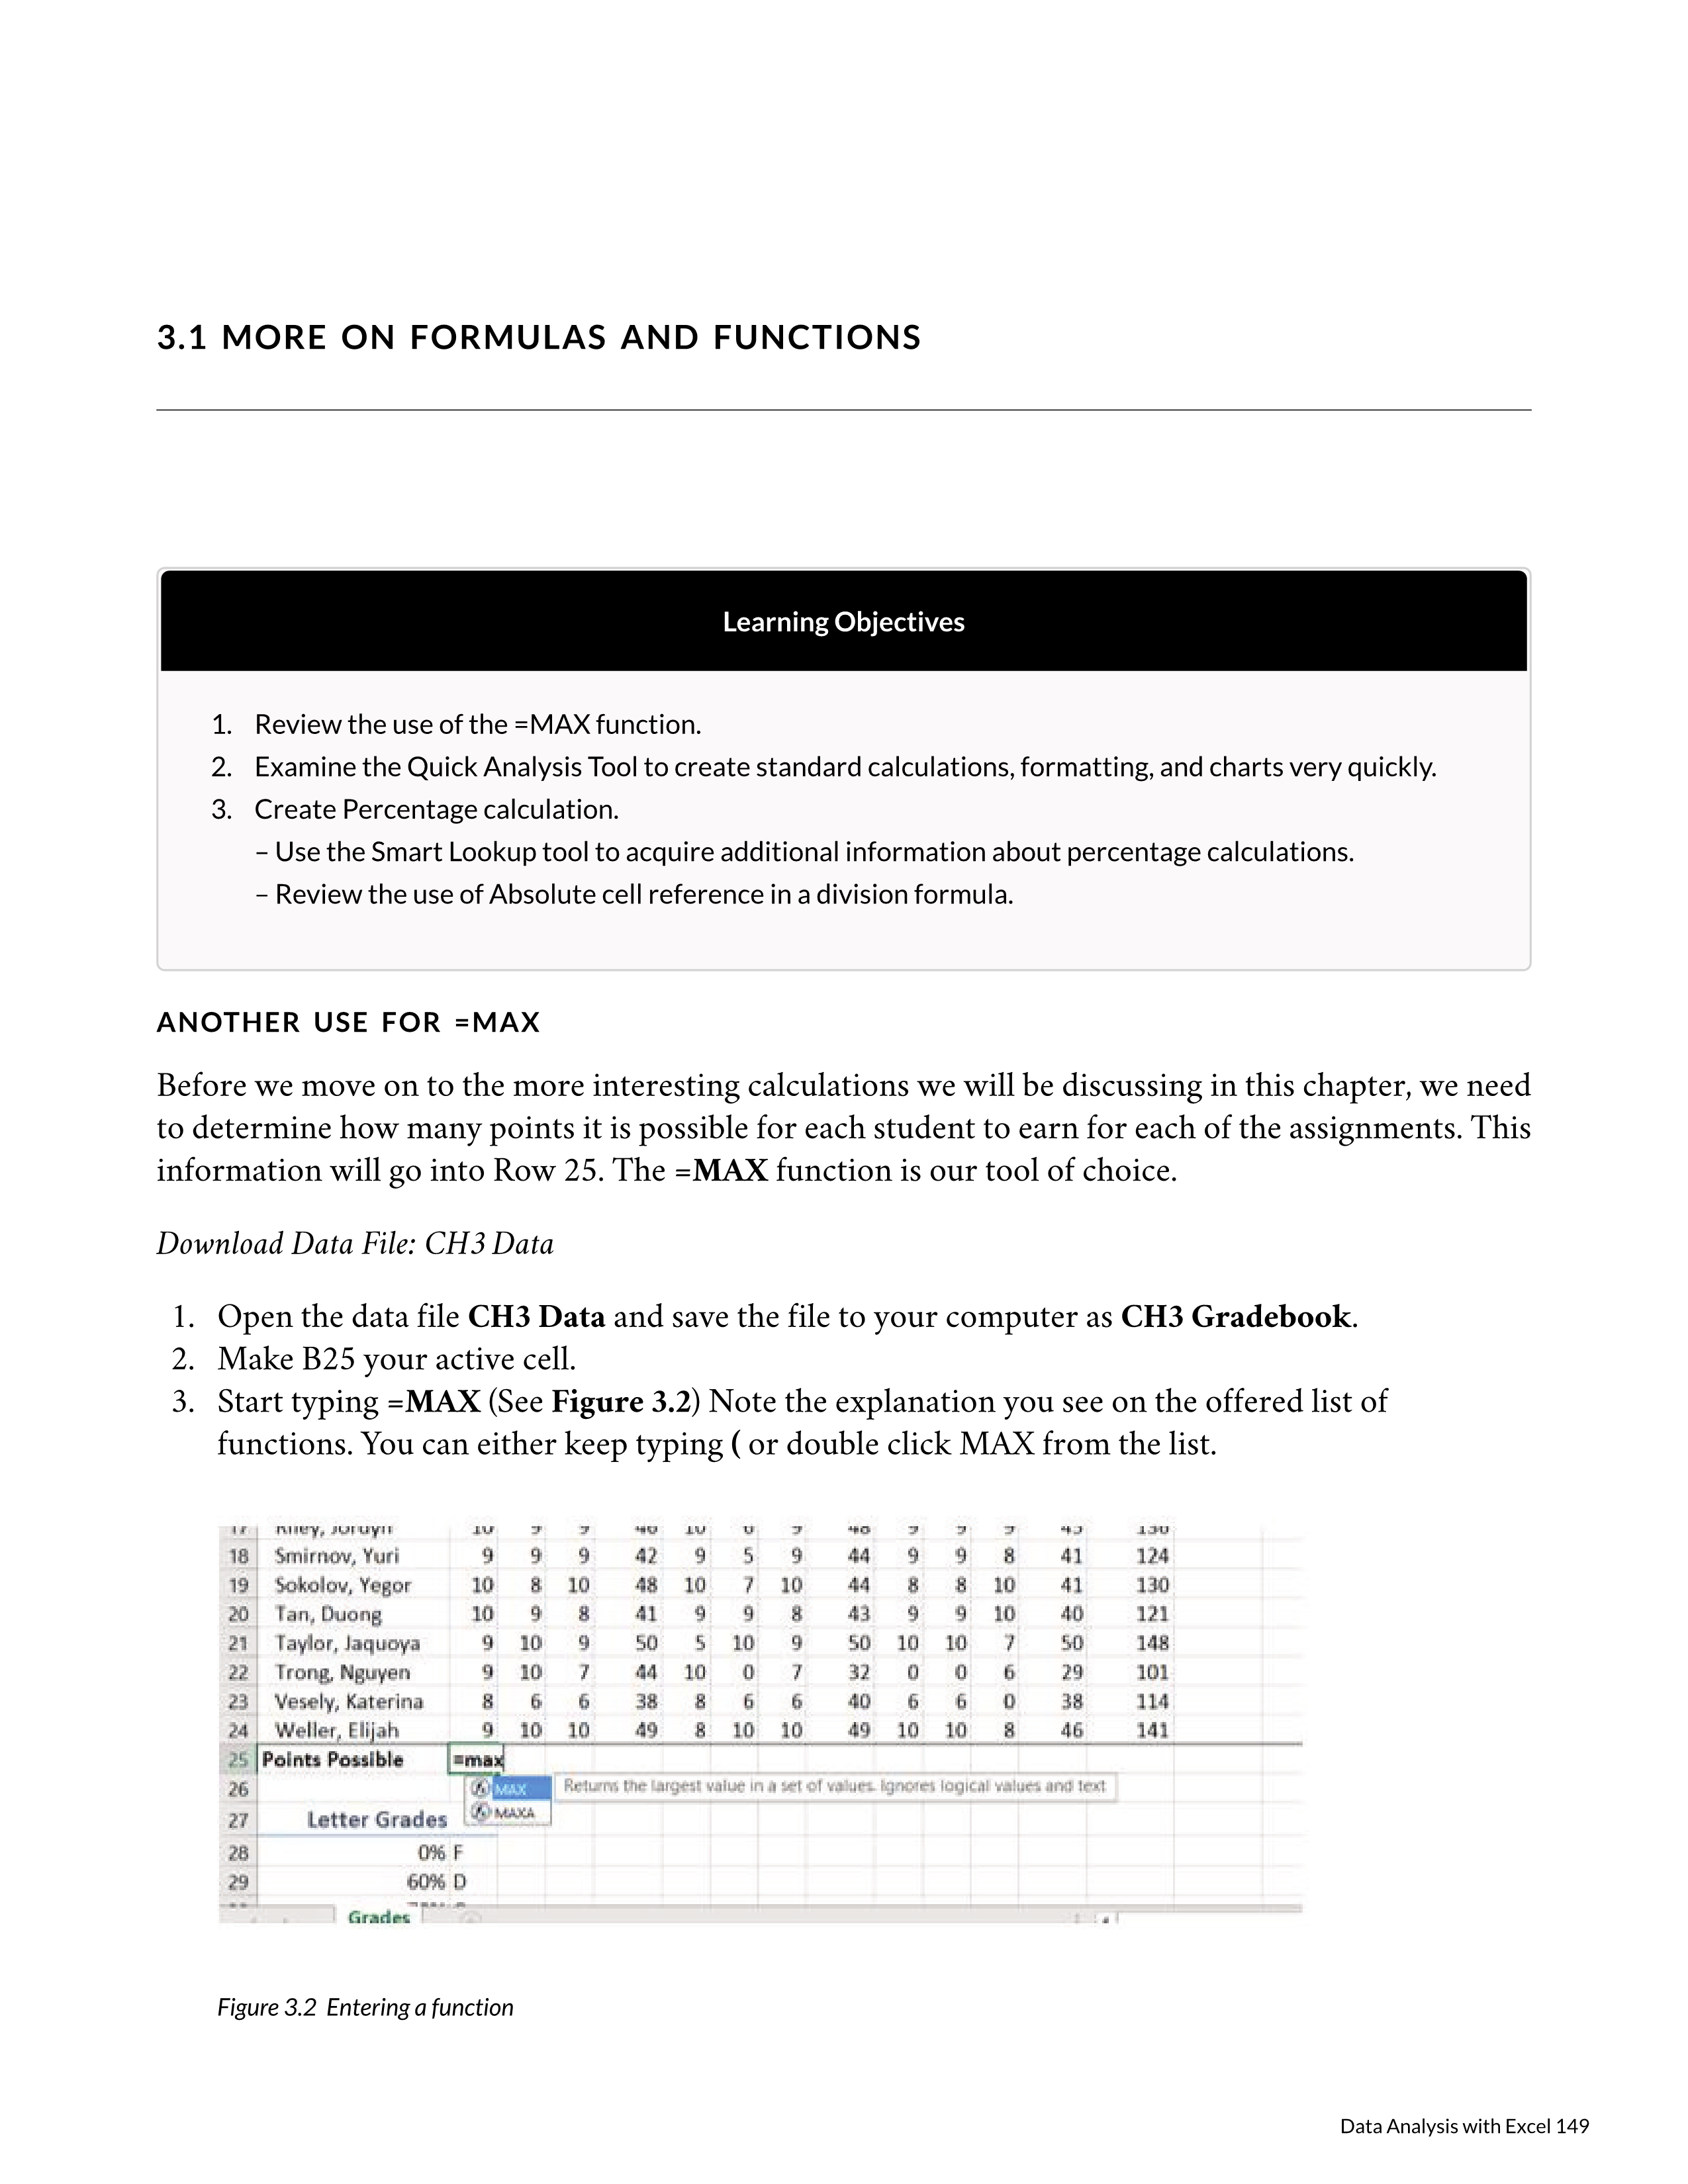 3.1 MORE ON FORMULAS AND FUNCTIONS
Learning Objectives
1. Review the use of the =MAX function.
2. Examine the Quick Analysis Tool to create standard calculations, formatting, and charts very quickly.
3. Create Percentage calculation.
– Use the Smart Lookup tool to acquire additional information about percentage calculations.
– Review the use of Absolute cell reference in a division formula.
ANOTHER USE FOR =MAX
Before we move on to the more interesting calculations we will be discussing in this chapter, we need
to determine how many points it is possible for each student to earn for each of the assignments. This
information will go into Row 25. The =MAX function is our tool of choice.
Download Data File: CH3 Data
1. Open the data file CH3 Data and save the file to your computer as CH3 Gradebook.
2. Make B25 your active cell.
3. Start typing =MAX (See Figure 3.2) Note the explanation you see on the offered list of
functions. You can either keep typing ( or double click MAX from the list.
18 Smirnov, Yuri 9 9 9 42 9 5 9 44 9 9 8 41 124
19 Sokolov, Yegor 10 8 10 48 10 7 10 44 8 8 10 41 130
20 Tan, Duong 10 9 8 41 9 9 8 43 9 9 10 40 121
21 Taylor, Jaquoya 9 10 9 50 5 10 9 50 10 10 7 50 148
22 Trong, Nguyen 9 10 7 44 10 0 7 32 0 0 6 29 101
23 Vesely, Katerina 8 6 6 38 8 6 6 40 6 6 0 38 114
24 Weller, Elijah 9 10 10 49 8 10 10 49 10 10 8 46 141
25 Points Possible =max
26 MAX Returns the largest value in a set of values. Ignores logical values and text
MAXA
27 Letter Grades
28 0% F
29 60% D
Grades
Figure 3.2 Entering a function
Data Analysis with Excel 149